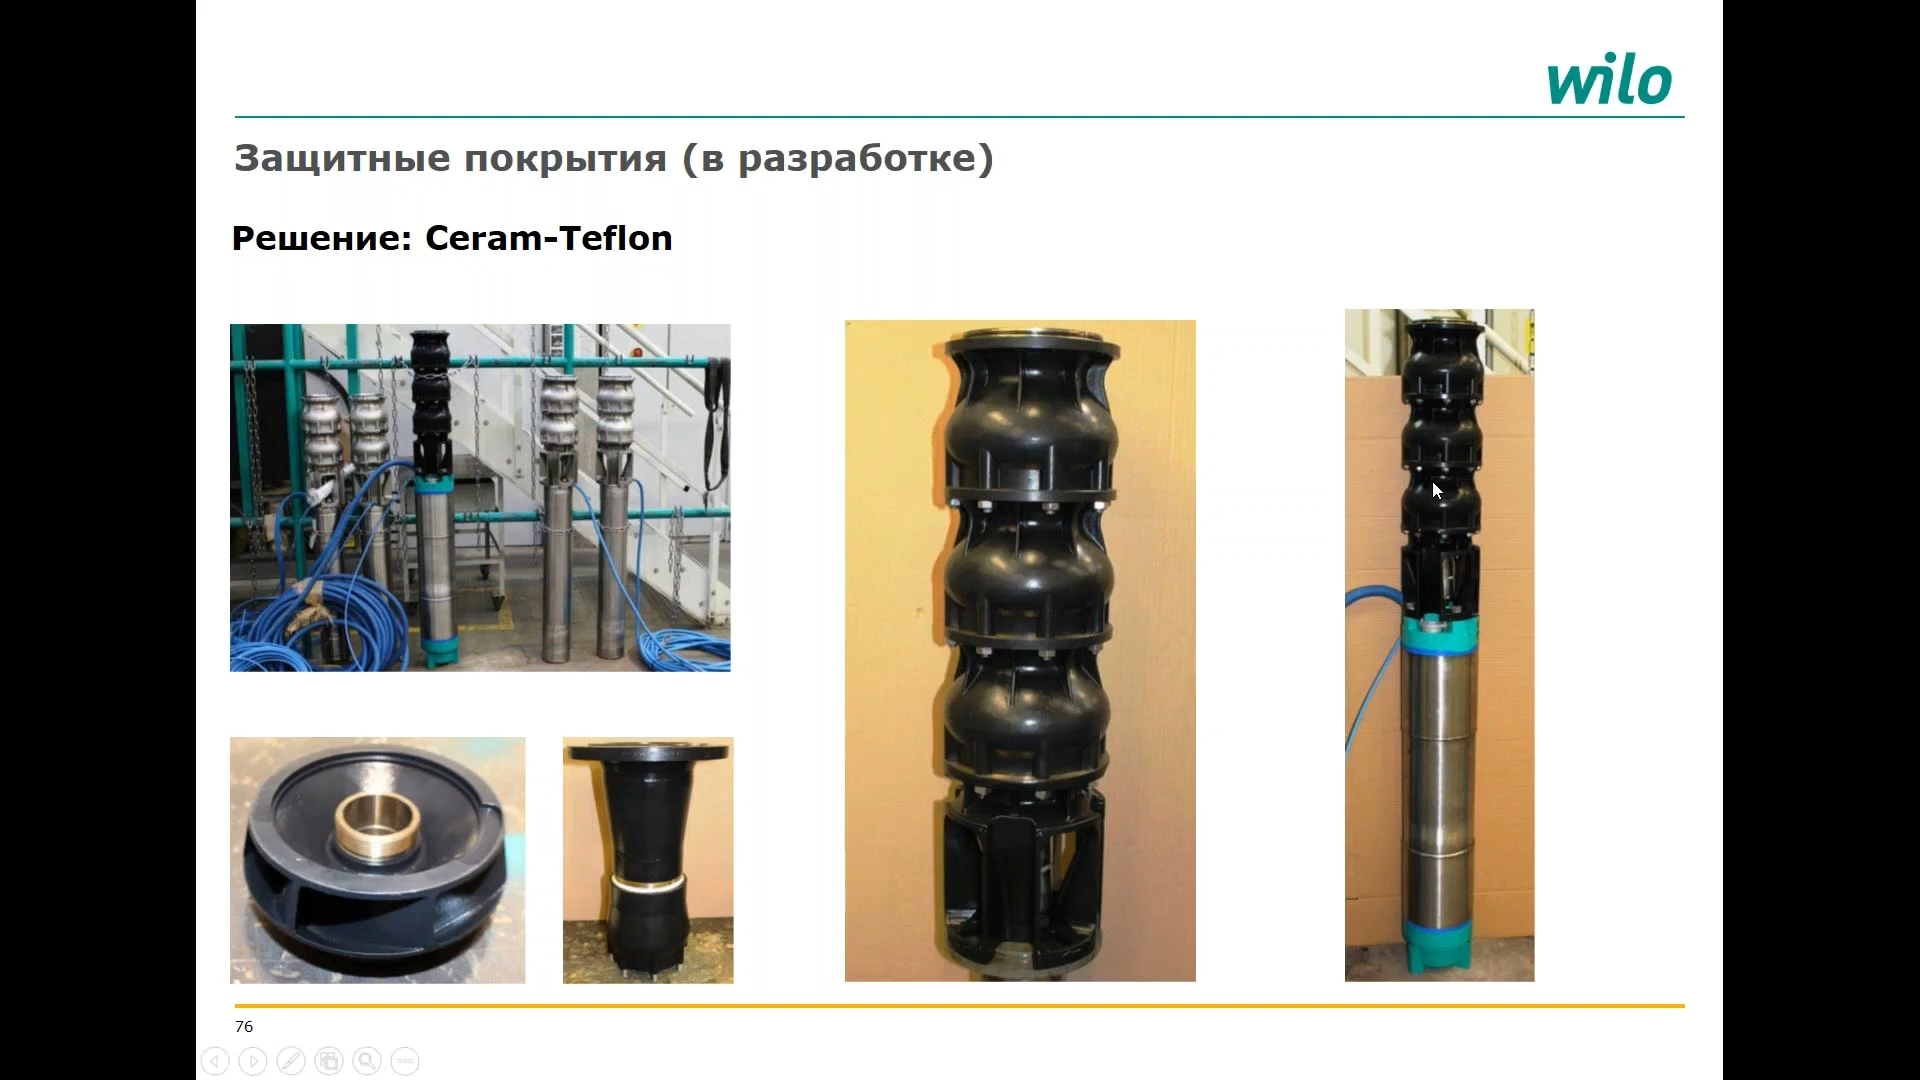 wilo
Защитные покрытия (в разработке)
Решение: Ceram-Teflon
76